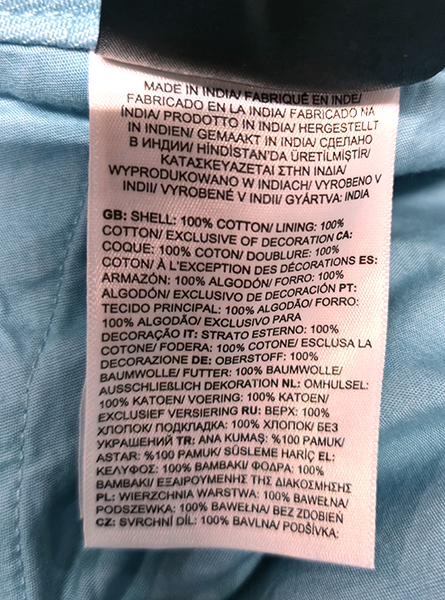 MADE IN INDIA/ FABRIQUÉ EN INDE/
FABRICADO EN LA INDIA/ FABRICADO NA
ÍNDIA/ PRODOTTO IN INDIA/ HERGESTELLT
IN INDIEN/ GEMAAKT IN INDIA/ СДЕЛАНО
В ИНДИИ/ HİNDİSTAN'DA ÜRETİLMİŞTİR/
ΚΑΤΑΣΚΕΥΑΖΕΤΑΙ ΣΤΗΝ ΙΝΔΙΑ/
WYPRODUKOWANO W INDIACH/ VYROBENO V
INDII/ VYROBENÉ V INDII/ GYÁRTVA: INDIA
GB: SHELL: 100% COTTON/ LINING: 100%
COTTON/ EXCLUSIVE OF DECORATION CA:
COQUE: 100% COTON/ DOUBLURE: 100%
COTON/ À L'EXCEPTION DES DÉCORATIONS ES:
ARMAZÓN: 100% ALGODÓN/ FORRO: 100%
ALGODÓN/ EXCLUSIVO DE DECORACIÓN PT:
TECIDO PRINCIPAL: 100% ALGODÃO/ FORRO:
100% ALGODÃO/ EXCLUSIVO PARA
DECORAÇÃO IT: STRATO ESTERNO: 100%
COTONE/ FODERA: 100% COTONE/ ESCLUSA LA
DECORAZIONE DE: OBERSTOFF: 100%
BAUMWOLLE/ FUTTER: 100% BAUMWOLLE/
AUSSCHLIEßLICH DEKORATION NL: OMHULSEL:
100% KATOEN/ VOERING: 100% KATOEN/
EXCLUSIEF VERSIERING RU: ВЕРХ: 100%
ХЛОПОК/ ПОДКЛАДКА: 100% ХЛОПОК/ БЕЗ
УКРАШЕНИЙ TR: ANA KUMAŞ: %100 PAMUK/
ASTAR: %100 PAMUK/ SÜSLEME HARİÇ EL:
ΚΕΛΥΦΟΣ: 100% ΒΑΜΒΑΚΙ/ ΦΟΔΡΑ: 100%
ΒΑΜΒΑΚΙ/ ΕΞΑΙΡΟΥΜΕΝΗΣ ΤΗΣ ΔΙΑΚΟΣΜΗΣΗΣ
PL: WIERZCHNIA WARSTWA: 100% BAWEŁNA/
PODSZEWKA: 100% BAWEŁNA/ BEZ ZDOBIEŃ
CZ: SVRCHNÍ DÍL: 100% BAVLNA/ PODŠÍVKA: